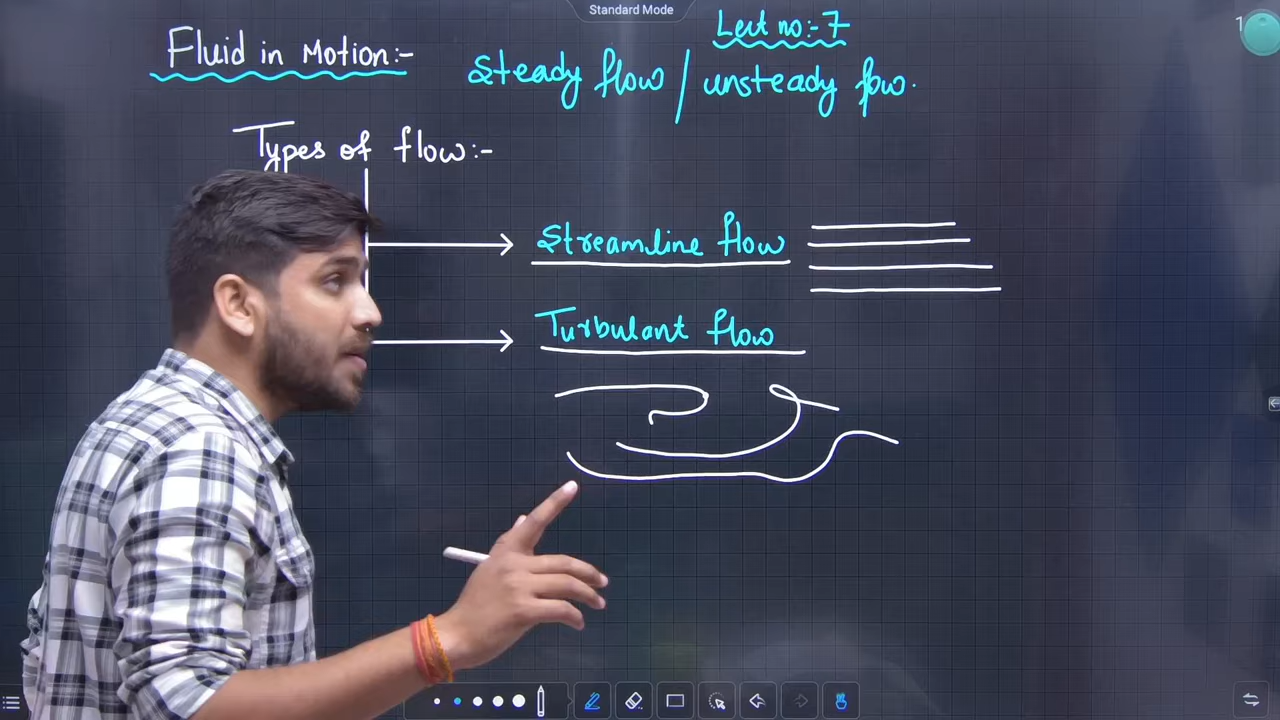 Standard Mode
Lect no:- 7
Fluid in Motion:-
Steady flow / unsteady flow.
Types of flow:-
Streamline flow
Turbulant flow
1